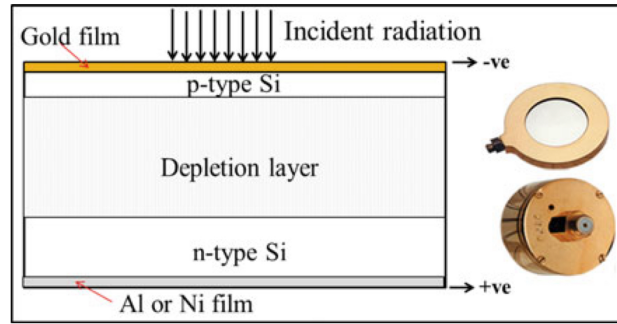 Incident radiation
Gold film
-ve
p-type Si
Depletion layer
n-type Si
+ve
Al or Ni film